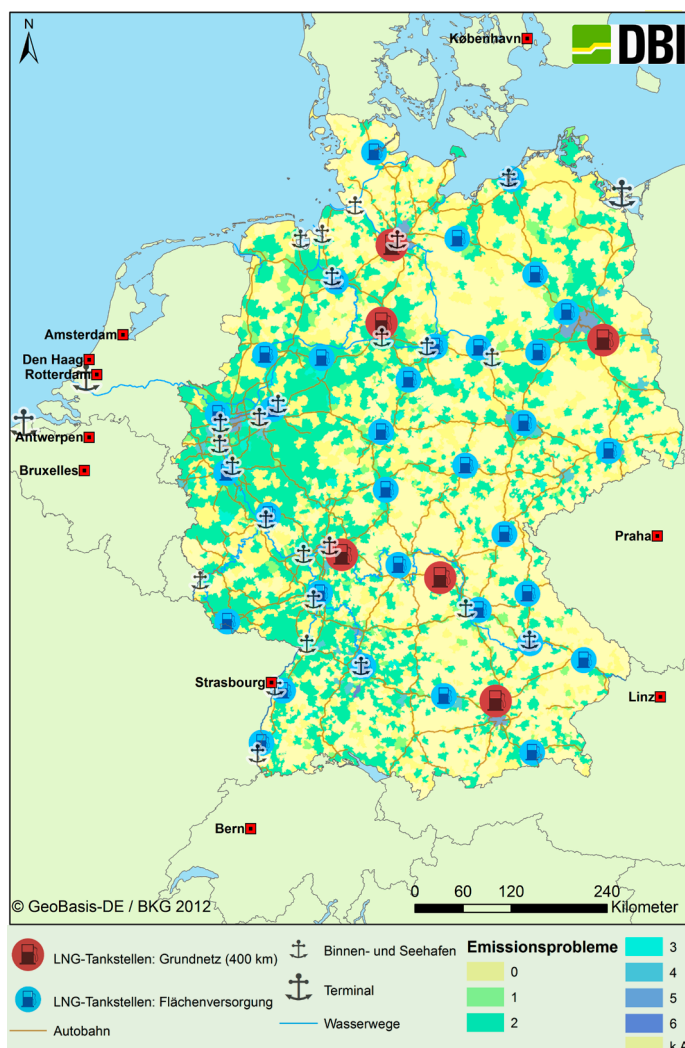 N
København
DBI
Amsterdam
Den Haag
Rotterdam
Antwerpen
Bruxelles
Praha
Strasbourg
Linz
Bern
© GeoBasis-DE / BKG 2012
0 60 120 240
Kilometer
LNG-Tankstellen: Grundnetz (400 km)
LNG-Tankstellen: Flächenversorgung
Autobahn
Binnen- und Seehafen
Terminal
Wasserwege
Emissionsprobleme
0
1
2
3
4
5
6